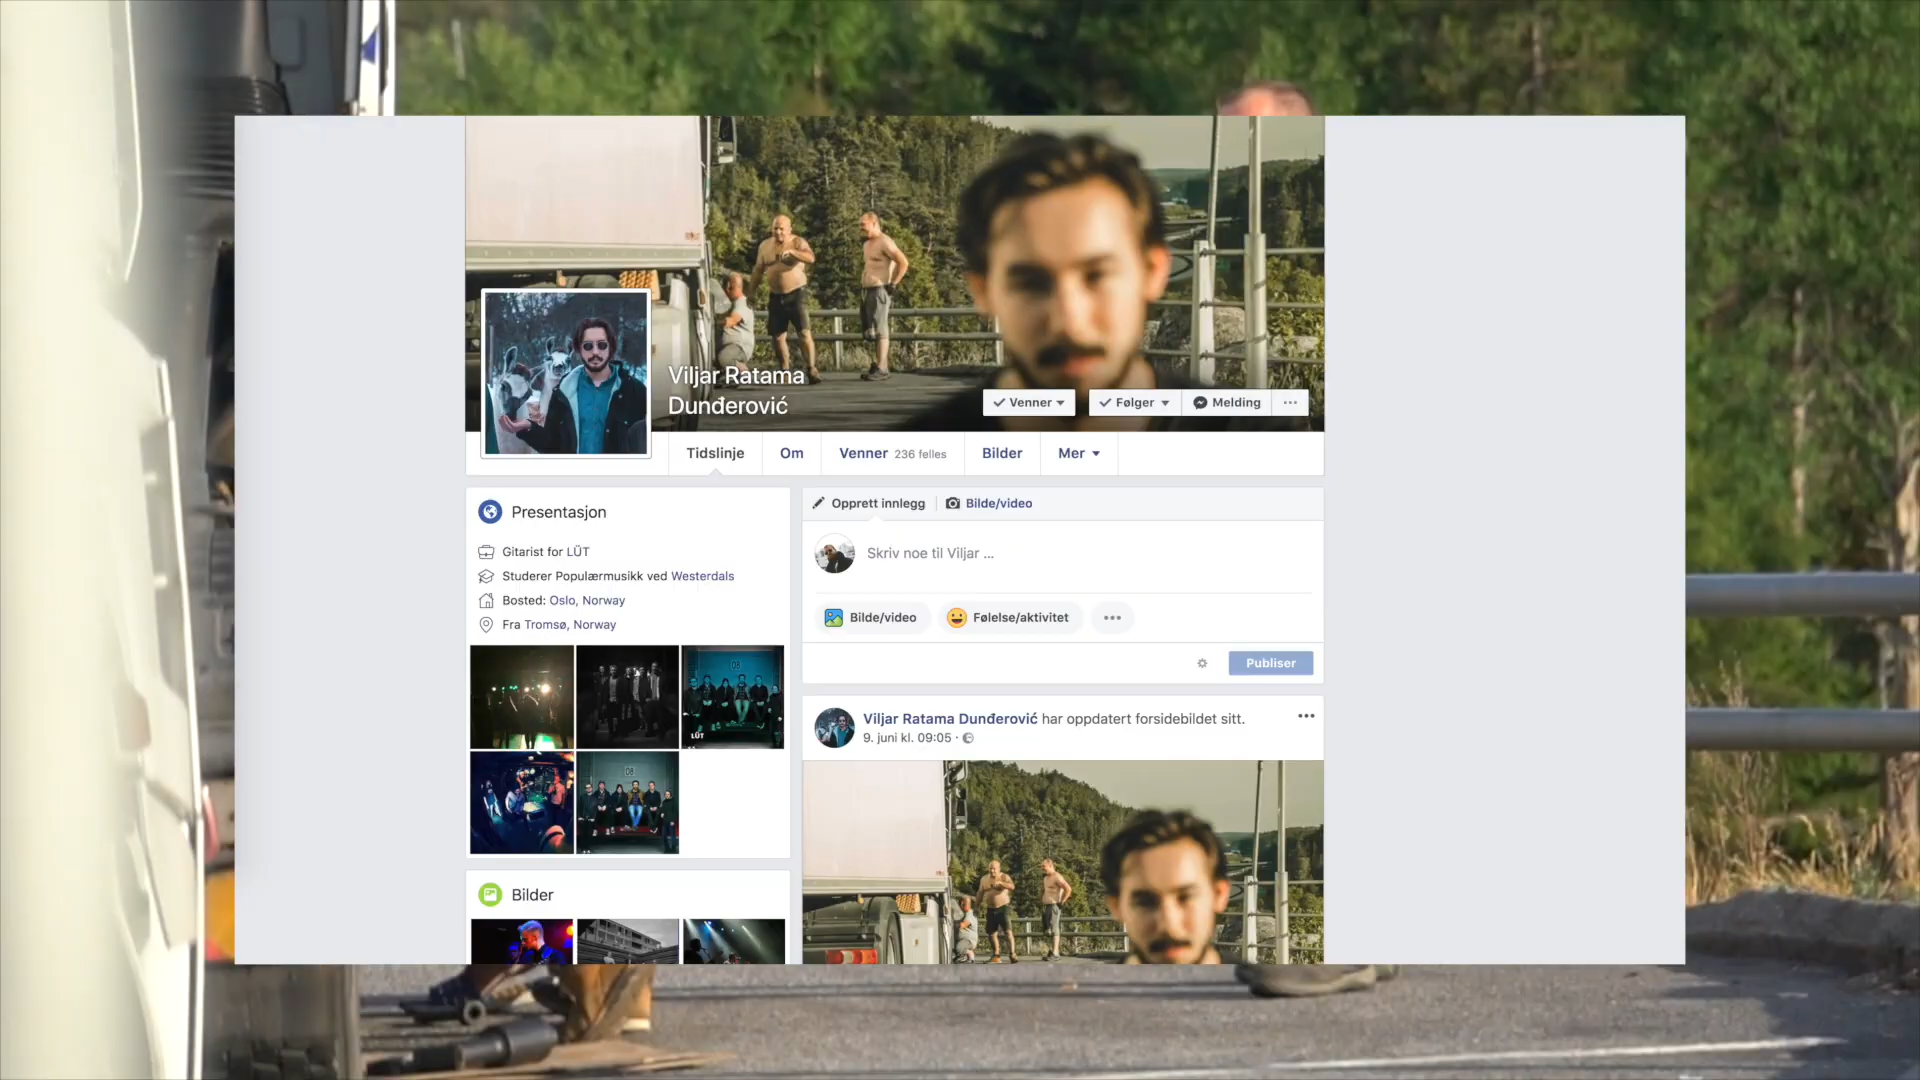 Viljar Ratama
Dunđerović
Venner
Følger
Melding
Tidslinje
Om
Venner 236 felles
Bilder
Mer
Presentasjon
Gitarist for LÜT
Studerer Populærmusikk ved Westerdals
Bosted: Oslo, Norway
Fra Tromsø, Norway
08
LÜT
08
Bilder
Opprett innlegg
Bilde/video
Skriv noe til Viljar ...
Bilde/video
Følelse/aktivitet
Publiser
Viljar Ratama Dunđerović har oppdatert forsidebildet sitt.
9. juni kl. 09:05 ·